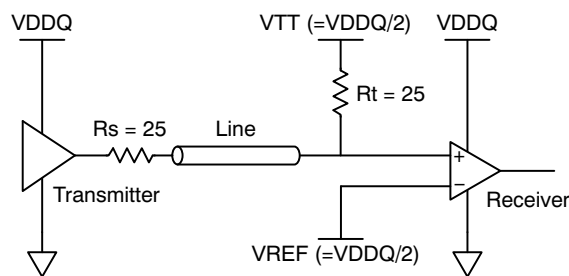 VDDQ
VTT (=VDDQ/2)
VDDQ
Rt = 25
Rs = 25
Line
+
−
Transmitter
Receiver
VREF (=VDDQ/2)